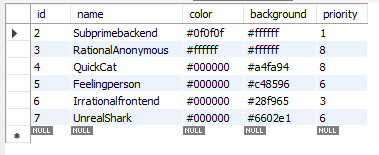 id name color background priority
2 Subprimebackend #0f0f0f #ffffff 1
3 RationalAnonymous #ffffff #ffffff 8
4 QuickCat #000000 #a4fa94 8
5 Feelingperson #000000 #c48596 6
6 Irrationalfrontend #000000 #28f965 3
7 UnrealShark #000000 #6602e1 6
NULL NULL NULL NULL NULL